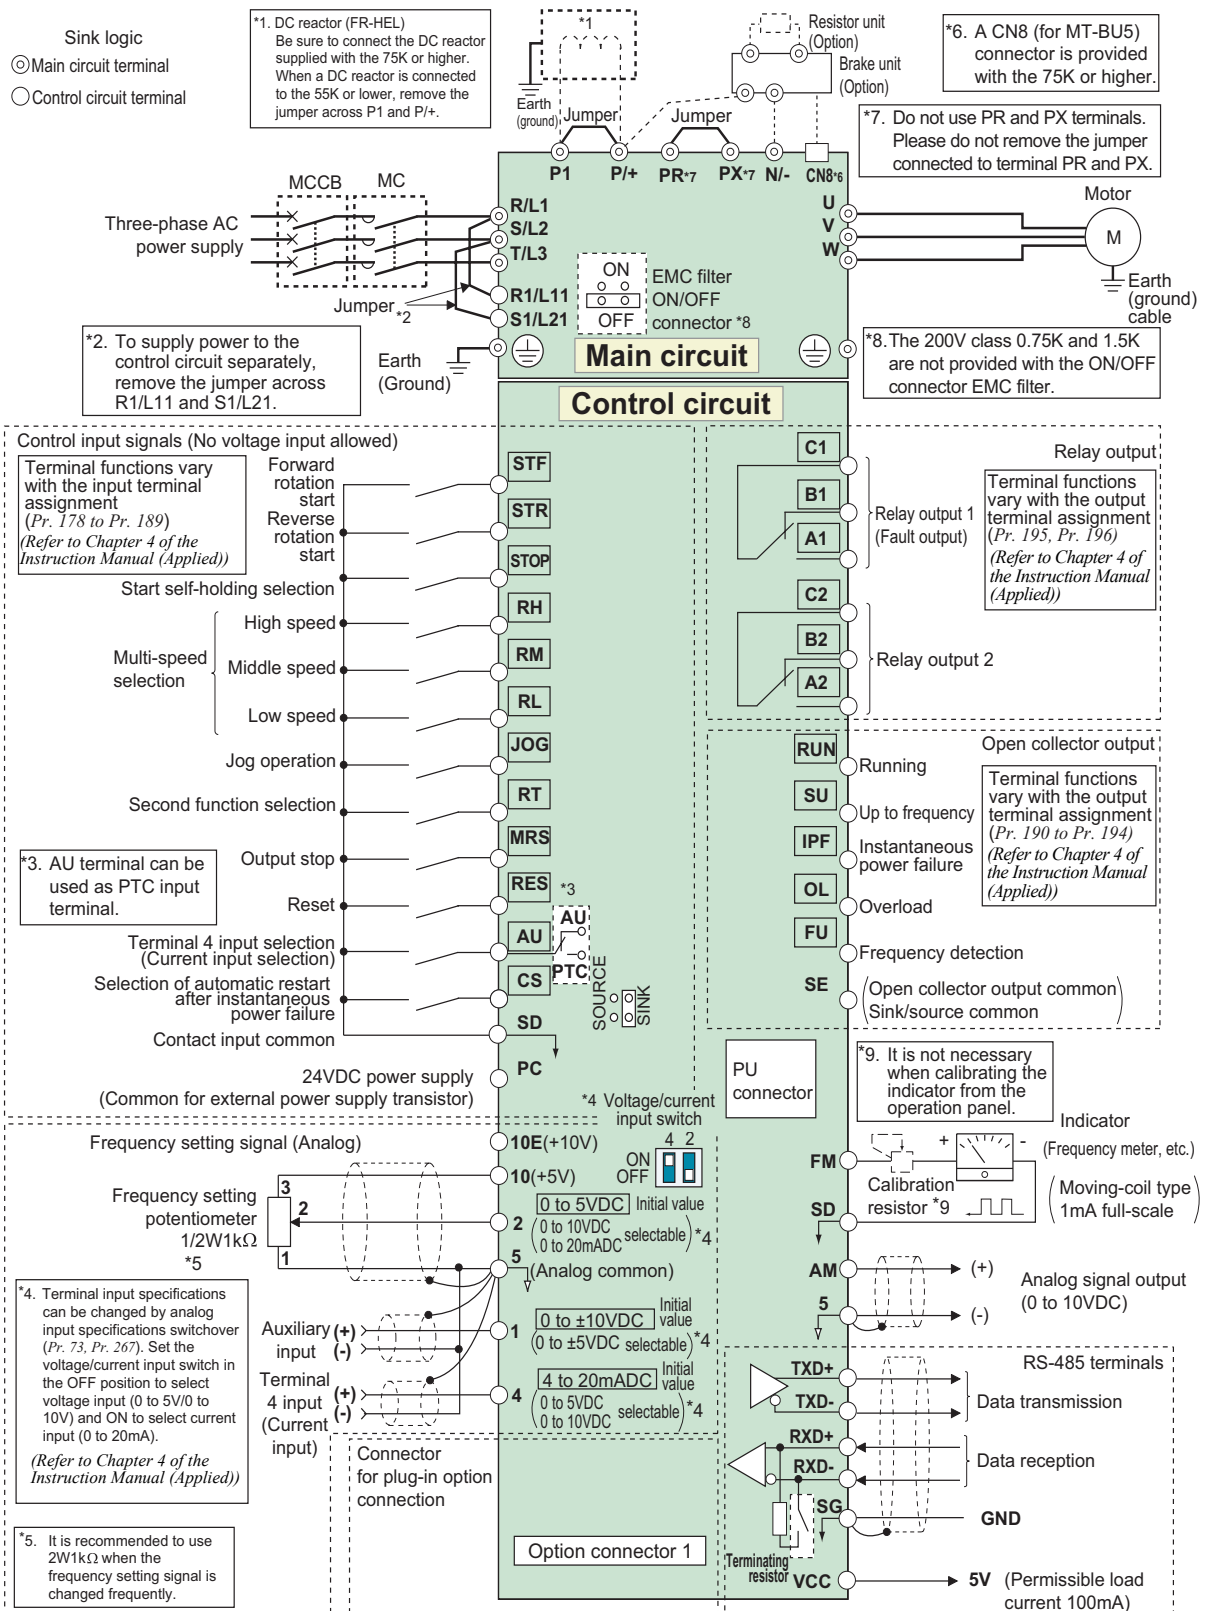 Sink logic
Main circuit terminal
Control circuit terminal
*1. DC reactor (FR-HEL)
Be sure to connect the DC reactor
supplied with the 75K or higher.
When a DC reactor is connected
to the 55K or lower, remove the
jumper across P1 and P/+.
*1
Earth
(ground)
Jumper
Jumper
Resistor unit
(Option)
Brake unit
(Option)
*6. A CN8 (for MT-BU5)
connector is provided
with the 75K or higher.
*7. Do not use PR and PX terminals.
Please do not remove the jumper
connected to terminal PR and PX.
P1 P/+ PR*7 PX*7 N/- CN8*6
MCCB MC
Three-phase AC
power supply
R/L1
S/L2
T/L3
R1/L11
S1/L21
Jumper *2
ON
OFF
EMC filter
ON/OFF
connector *8
U
V
W
Motor
M
Earth
(ground)
cable
*2. To supply power to the
control circuit separately,
remove the jumper across
R1/L11 and S1/L21.
Earth
(Ground)
Main circuit
*8.The 200V class 0.75K and 1.5K
are not provided with the ON/OFF
connector EMC filter.
Control circuit
Control input signals (No voltage input allowed)
Terminal functions vary
with the input terminal
assignment
(Pr. 178 to Pr. 189)
(Refer to Chapter 4 of the
Instruction Manual (Applied))
Forward
rotation
start
STF
Reverse
rotation
start
STR
Start self-holding selection
STOP
Multi-speed
selection
High speed
RH
Middle speed
RM
Low speed
RL
Jog operation
JOG
Second function selection
RT
Output stop
MRS
*3. AU terminal can be
used as PTC input
terminal.
Reset
RES
*3
Terminal 4 input selection
(Current input selection)
AU
AU
PTC
Selection of automatic restart
after instantaneous
power failure
CS
SOURCE
SINK
Contact input common
SD
24VDC power supply
(Common for external power supply transistor)
PC
Relay output
C1
B1
A1
Relay output 1
(Fault output)
Terminal functions
vary with the output
terminal assignment
(Pr. 195, Pr. 196)
(Refer to Chapter 4 of
the Instruction Manual
(Applied))
C2
B2
A2
Relay output 2
Open collector output
RUN
Running
SU
Up to frequency
IPF
Instantaneous
power failure
OL
Overload
FU
Frequency detection
Terminal functions
vary with the output
terminal assignment
(Pr. 190 to Pr. 194)
(Refer to Chapter 4 of
the Instruction Manual
(Applied))
SE
(Open collector output common
Sink/source common)
PU
connector
*9. It is not necessary
when calibrating the
indicator from the
operation panel.
*4 Voltage/current
input switch
4 2
ON
OFF
Frequency setting signal (Analog)
10E(+10V)
10(+5V)
Frequency setting
potentiometer
1/2W1kΩ
*5
3
2
1
2
0 to 5VDC Initial value
(0 to 10VDC
0 to 20mADC selectable)*4
5
(Analog common)
*4. Terminal input specifications
can be changed by analog
input specifications switchover
(Pr. 73, Pr. 267). Set the
voltage/current input switch in
the OFF position to select
voltage input (0 to 5V/0 to
10V) and ON to select current
input (0 to 20mA).
(Refer to Chapter 4 of the
Instruction Manual (Applied))
Auxiliary
input
(+)
(-)
1
0 to ±10VDC Initial value
(0 to ±5VDC selectable)*4
Terminal
4 input
(Current
input)
(+)
(-)
4
4 to 20mADC Initial value
(0 to 5VDC
0 to 10VDC selectable)*4
*5. It is recommended to use
2W1kΩ when the
frequency setting signal is
changed frequently.
Connector
for plug-in option
connection
Option connector 1
FM
+
-
Indicator
(Frequency meter, etc.)
Calibration
resistor *9
(Moving-coil type
1mA full-scale)
SD
AM
(+)
5
(-)
Analog signal output
(0 to 10VDC)
RS-485 terminals
TXD+
TXD-
Data transmission
RXD+
RXD-
Data reception
SG
GND
Terminating
resistor
VCC
5V (Permissible load
current 100mA)